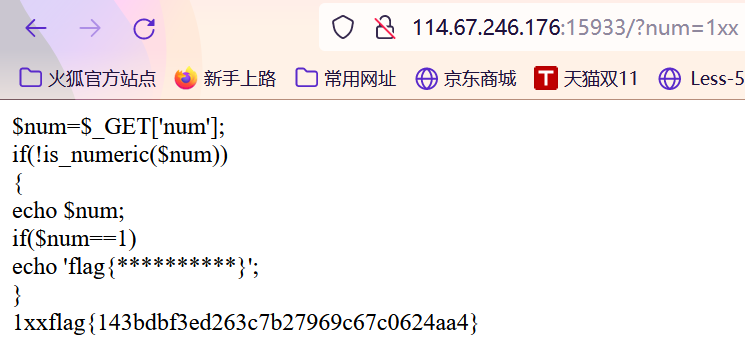 114.67.246.176:15933/?num=1xx
火狐官方站点 新手上路 常用网址 京东商城 T 天猫双11 Less-5
$num=$_GET['num'];
if(!is_numeric($num))
{
echo $num;
if($num==1)
echo 'flag{**********}';
}
1xxflag{143bdbf3ed263c7b27969c67c0624aa4}